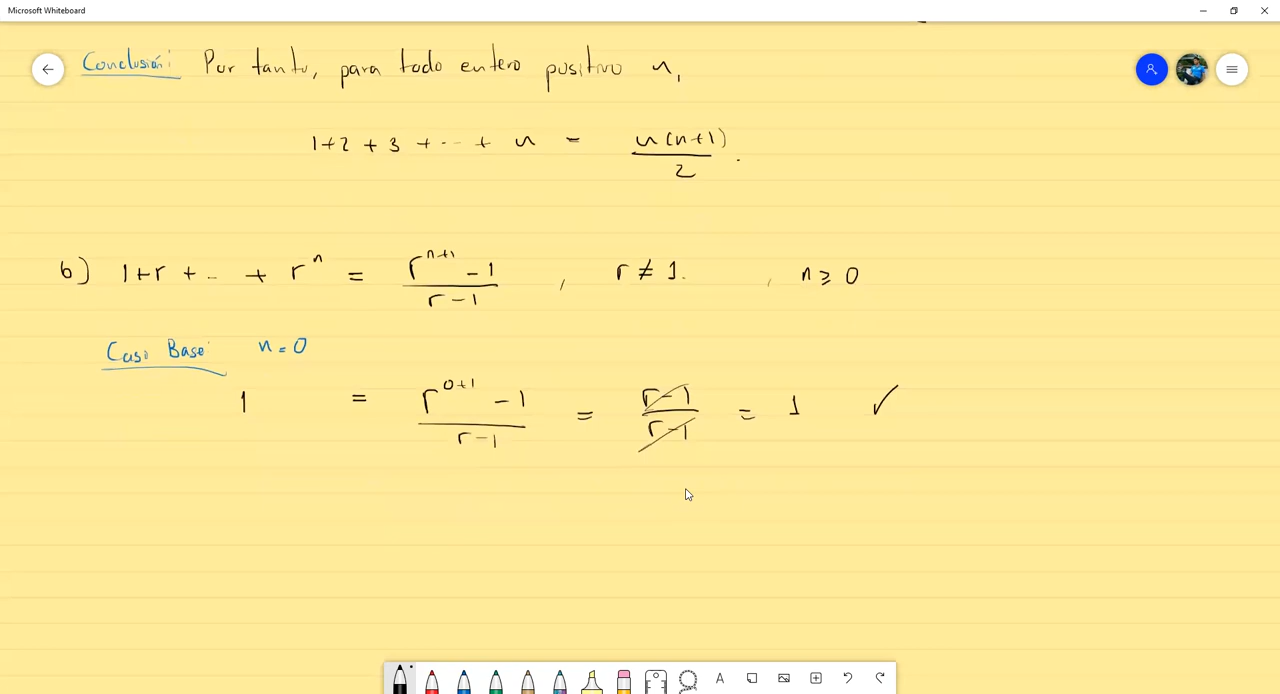 Microsoft Whiteboard
Conclusión: Por tanto, para todo entero positivo n,
1+2+3+⋯+n = n(n+1)/2.
b) 1+r+⋯+r^n = (r^{n+1} - 1)/(r-1), r ≠ 1. , n ≥ 0
Caso Base: n=0
1 = (r^{0+1} - 1)/(r-1) = (r-1)/(r-1) = 1 ✓
A